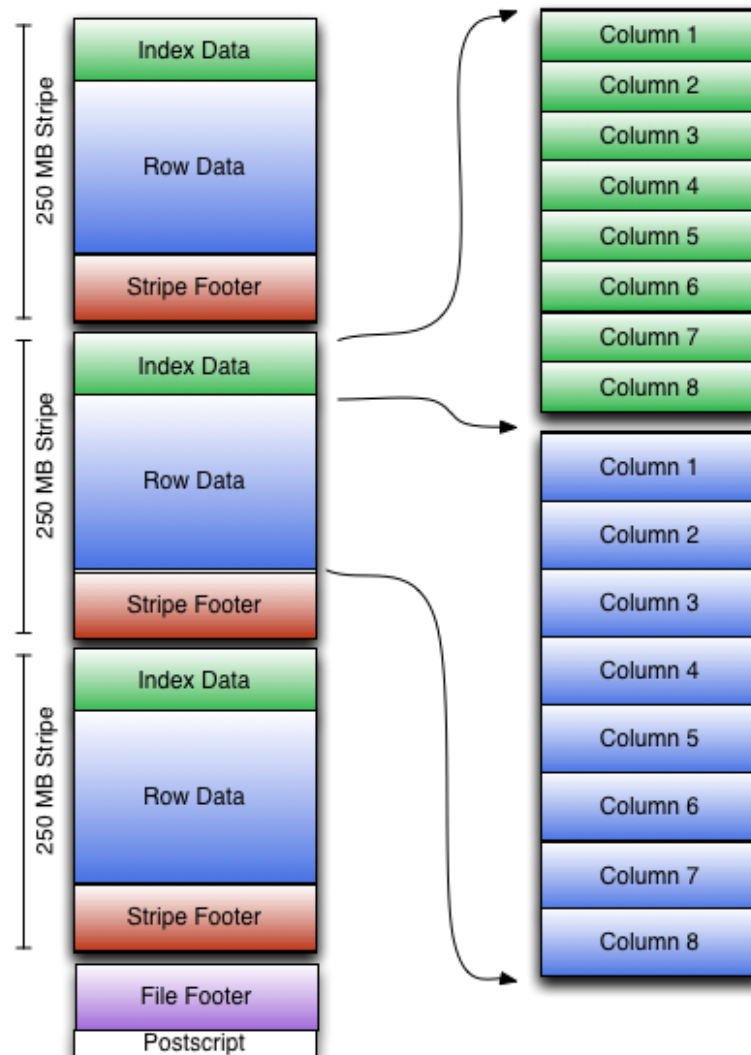 250 MB Stripe
Index Data
Row Data
Stripe Footer
250 MB Stripe
Index Data
Row Data
Stripe Footer
250 MB Stripe
Index Data
Row Data
Stripe Footer
File Footer
Postscript
Column 1
Column 2
Column 3
Column 4
Column 5
Column 6
Column 7
Column 8
Column 1
Column 2
Column 3
Column 4
Column 5
Column 6
Column 7
Column 8